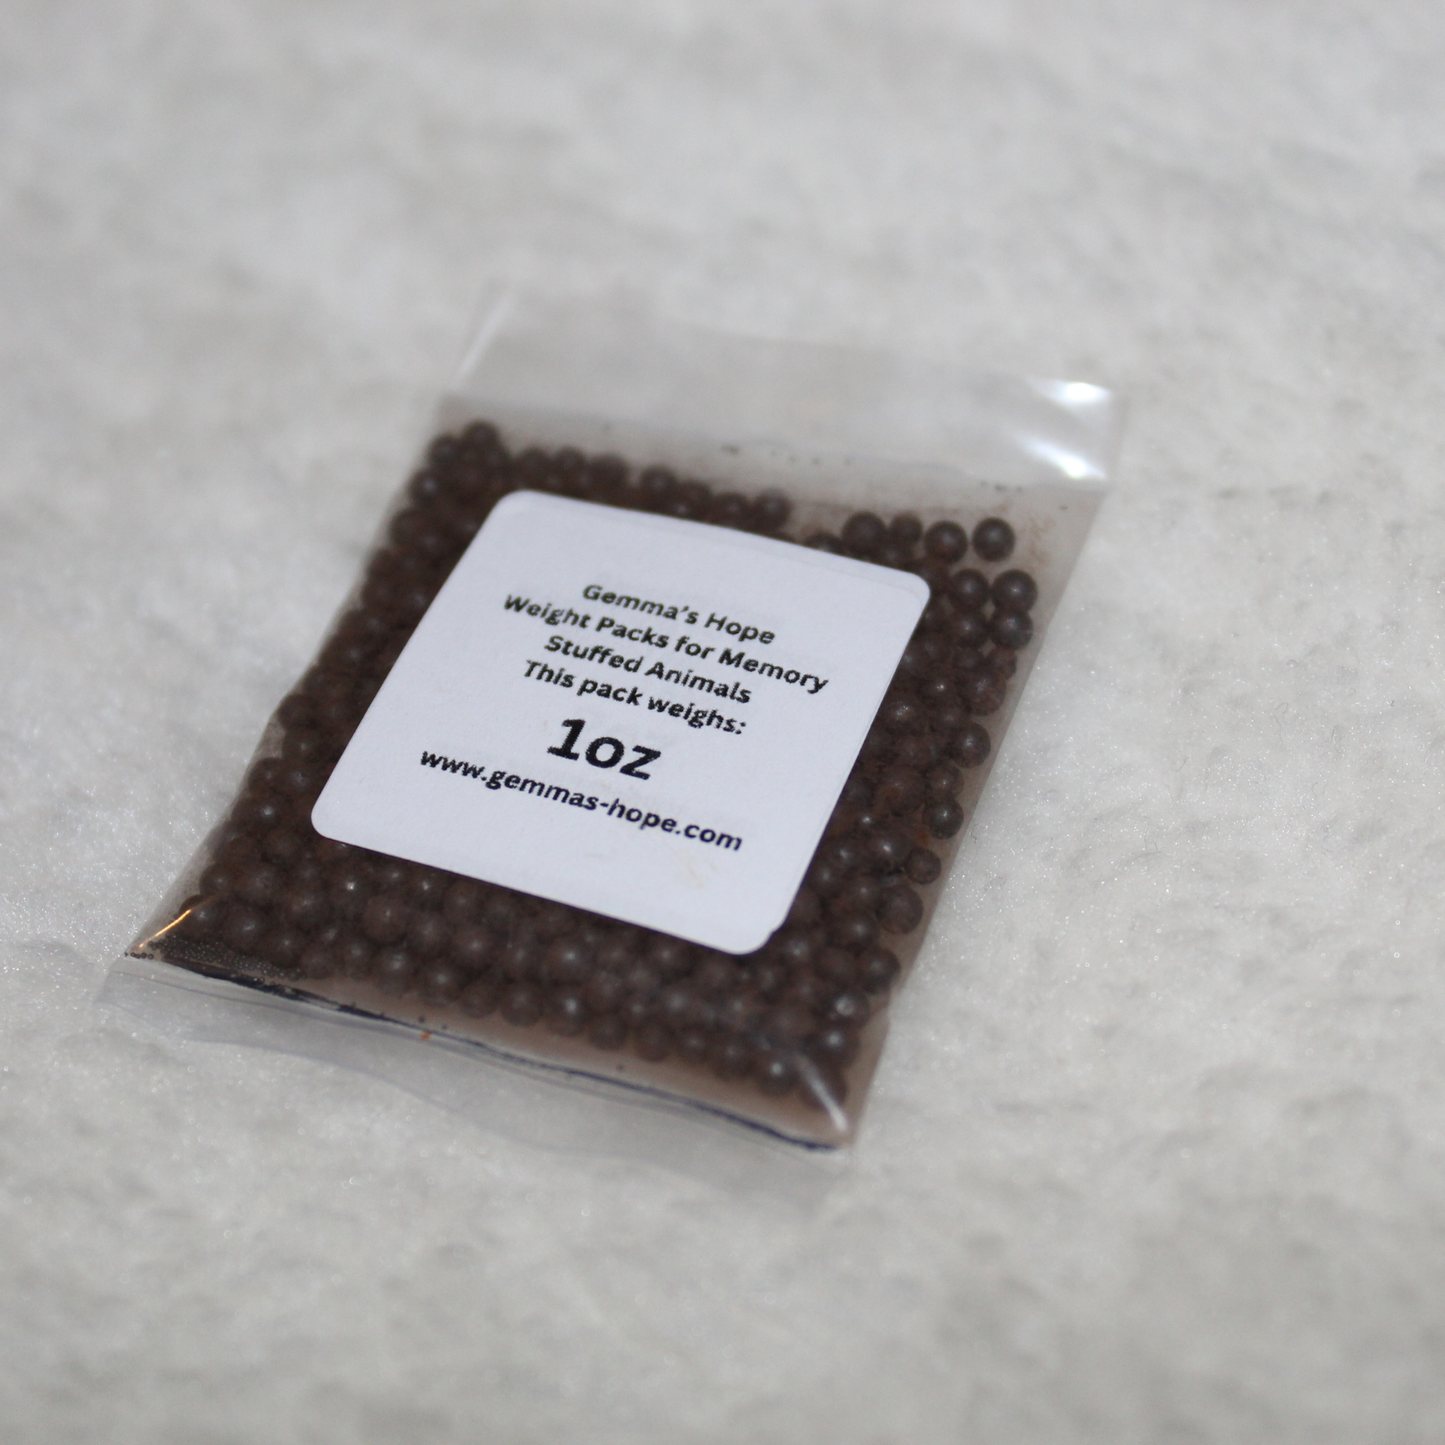 Gemma's Hope
Weight Packs for Memory
Stuffed Animals
This pack weighs:
1oz
www.gemmas-hope.com